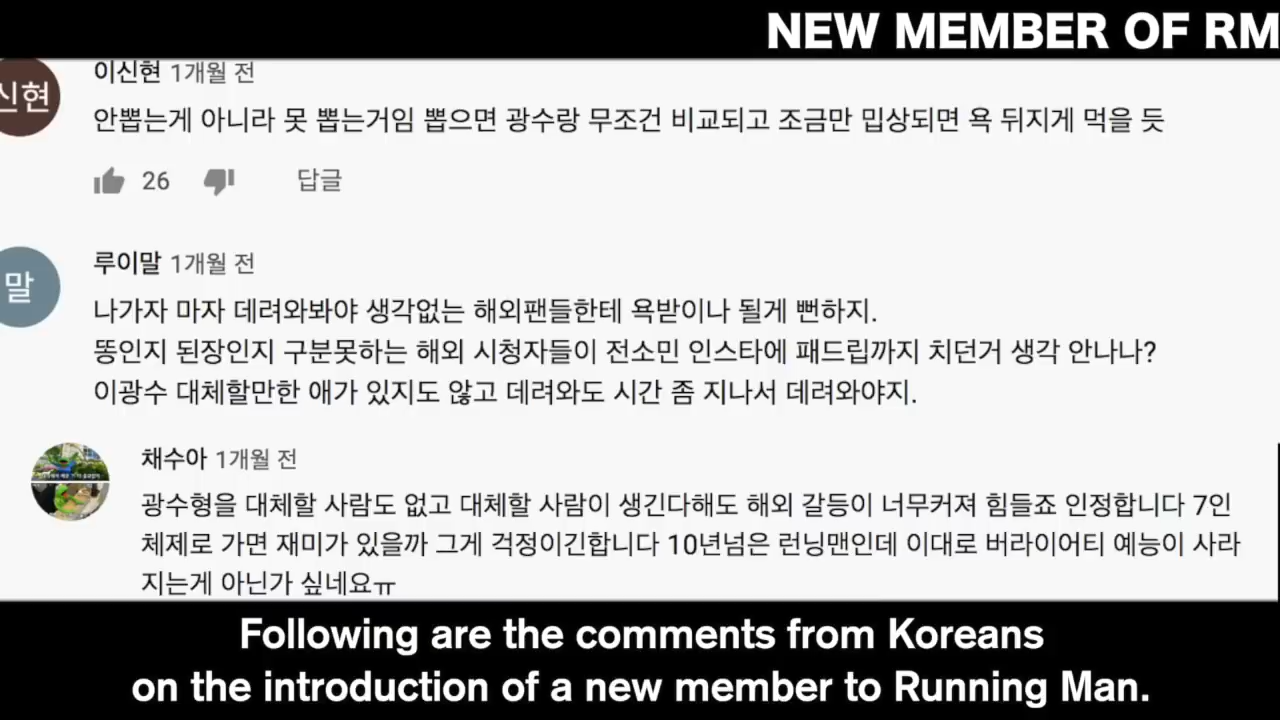 NEW MEMBER OF RM
신현
이신현 1개월 전
안뽑는게 아니라 못 뽑는거임 뽑으면 광수랑 무조건 비교되고 조금만 밉상되면 욕 뒤지게 먹을 듯
26 답글
말
루이말 1개월 전
나가자 마자 데려와봐야 생각없는 해외팬들한테 욕받이나 될게 뻔하지.
똥인지 된장인지 구분못하는 해외 시청자들이 전소민 인스타에 패드립까지 치던거 생각 안나나?
이광수 대체할만한 애가 있지도 않고 데려와도 시간 좀 지나서 데려와야지.
채수아 1개월 전
광수형을 대체할 사람도 없고 대체할 사람이 생긴다해도 해외 갈등이 너무커져 힘들죠 인정합니다 7인
체제로 가면 재미가 있을까 그게 걱정이긴합니다 10년넘은 런닝맨인데 이대로 버라이어티 예능이 사라
지는게 아닌가 싶네요ㅠ
Following are the comments from Koreans
on the introduction of a new member to Running Man.